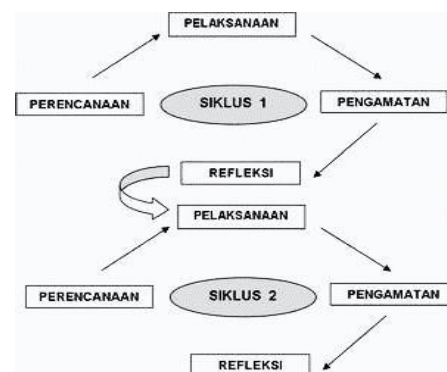 PELAKSANAAN
PERENCANAAN
SIKLUS 1
PENGAMATAN
REFLEKSI
PELAKSANAAN
PERENCANAAN
SIKLUS 2
PENGAMATAN
REFLEKSI